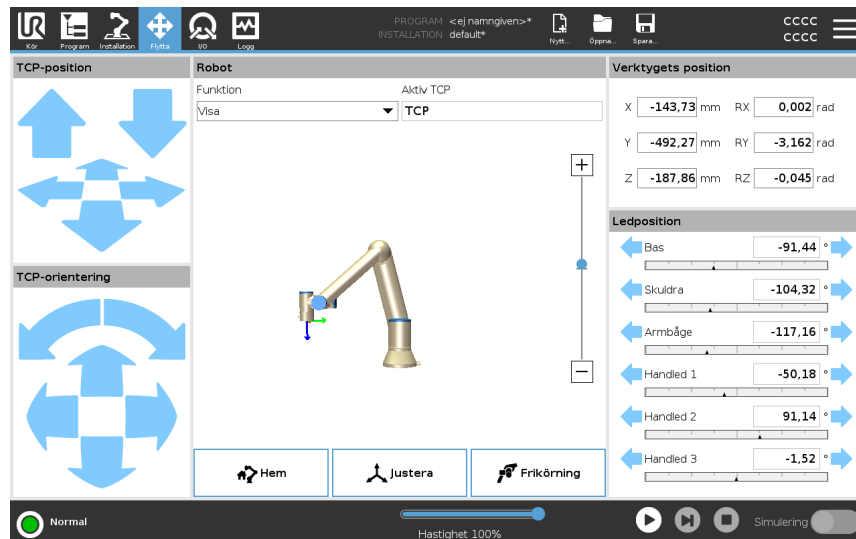 UR
Kör
Program
Installation
Flytta
I/O
Logg
PROGRAM <ej namngiven>*
INSTALLATION default*
Nytt...
Öppna...
Spara...
CCCC
CCCC
TCP-position
Robot
Verktygets position
Funktion
Aktiv TCP
Visa
TCP
X -143,73 mm RX 0,002 rad
Y -492,27 mm RY -3,162 rad
Z -187,86 mm RZ -0,045 rad
Ledposition
Bas -91,44 °
Skuldra -104,32 °
Armbåge -117,16 °
Handled 1 -50,18 °
Handled 2 91,14 °
Handled 3 -1,52 °
TCP-orientering
Hem
Justera
Frikörning
Normal
Hastighet 100%
Simulering